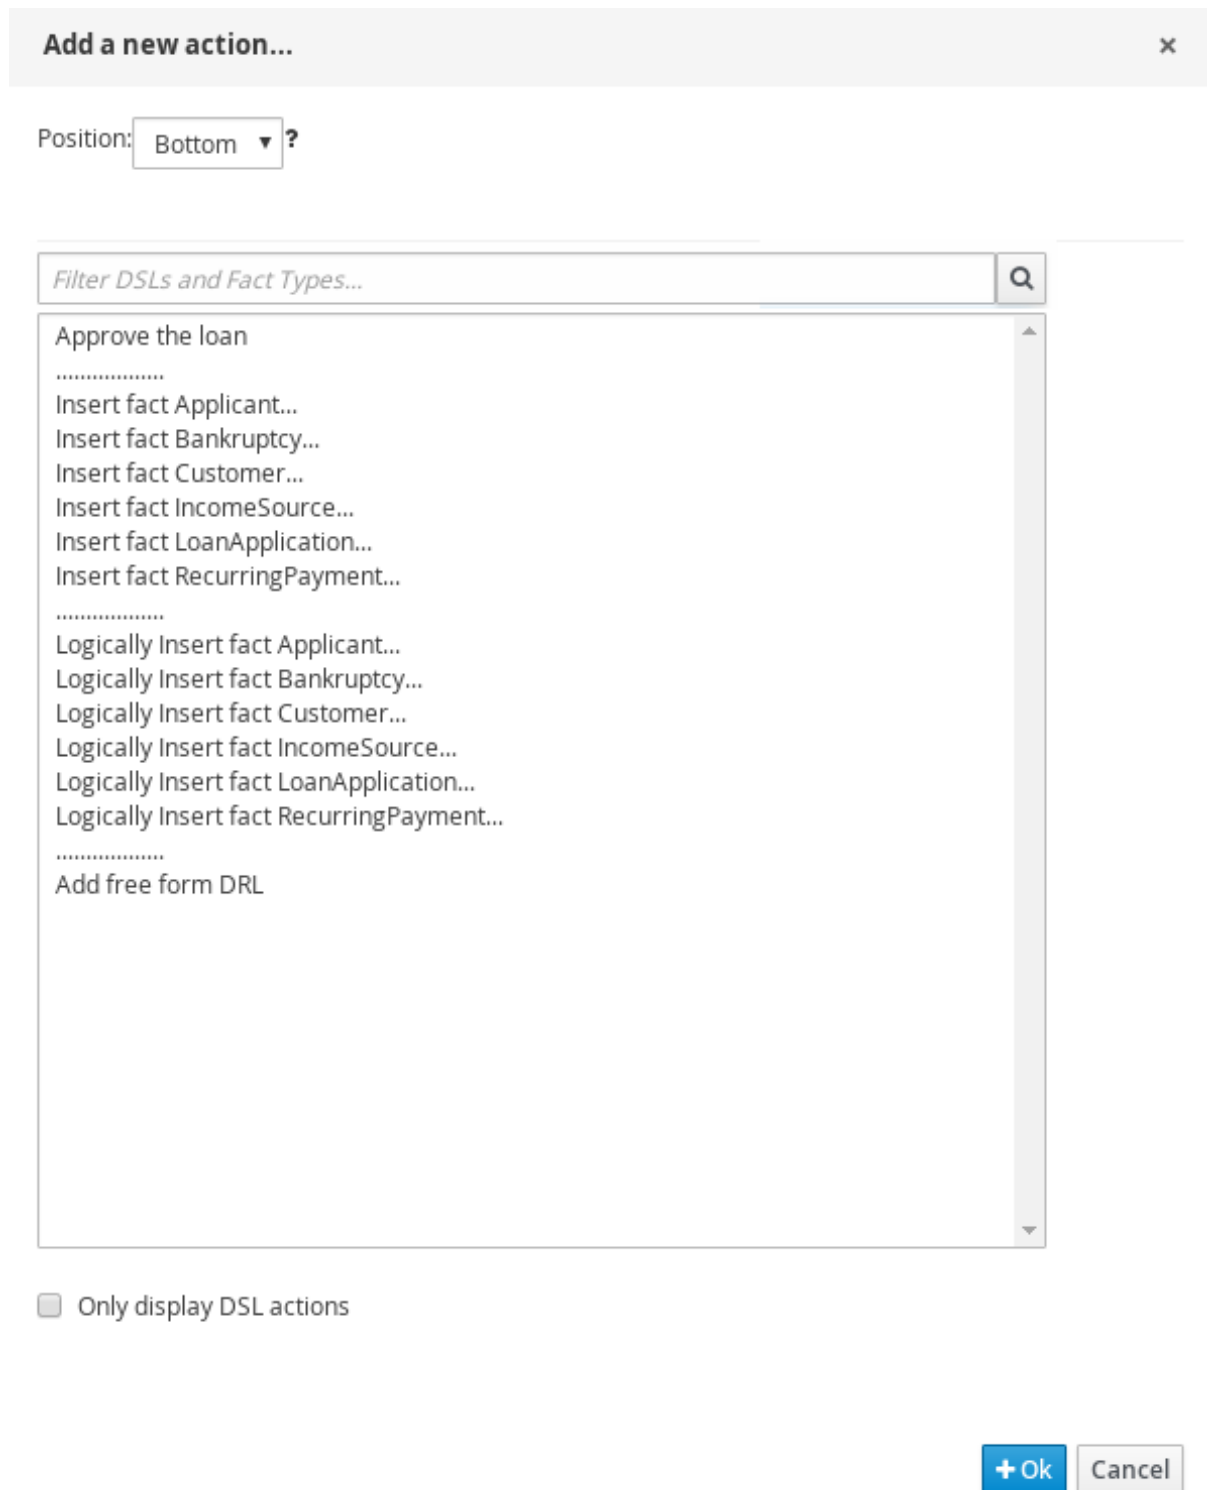 Add a new action...
×
Position: Bottom ▼ ?
Filter DSLs and Fact Types...
Approve the loan
..................
Insert fact Applicant...
Insert fact Bankruptcy...
Insert fact Customer...
Insert fact IncomeSource...
Insert fact LoanApplication...
Insert fact RecurringPayment...
..................
Logically Insert fact Applicant...
Logically Insert fact Bankruptcy...
Logically Insert fact Customer...
Logically Insert fact IncomeSource...
Logically Insert fact LoanApplication...
Logically Insert fact RecurringPayment...
..................
Add free form DRL
Only display DSL actions
+ Ok Cancel